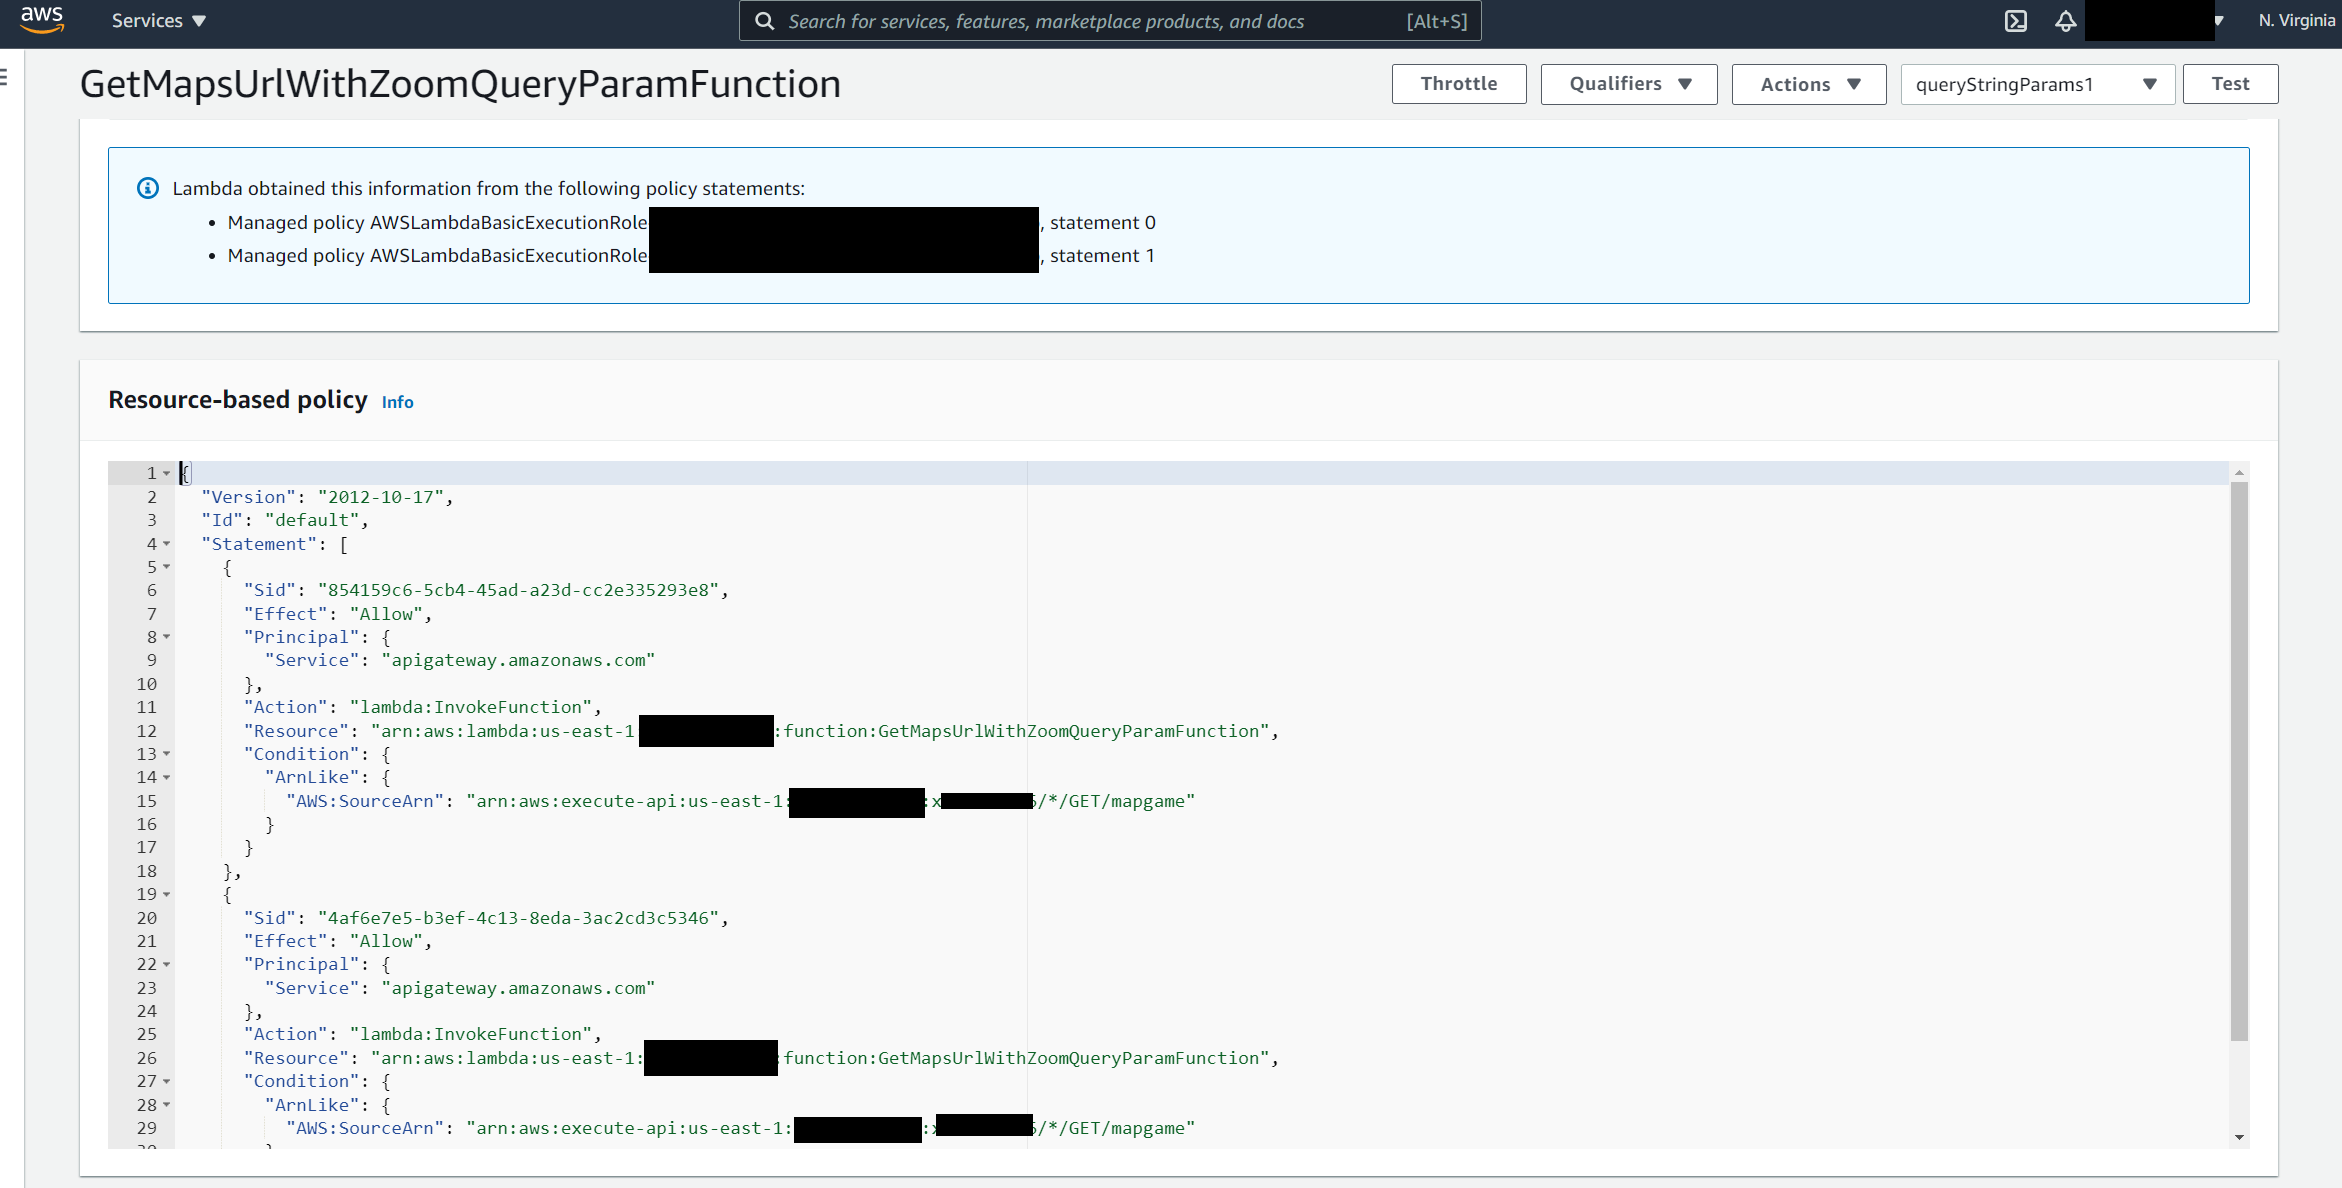 aws Services Search for services, features, marketplace products, and docs [Alt+S] N. Virginia
GetMapsUrlWithZoomQueryParamFunction Throttle Qualifiers Actions queryStringParams1 Test
Lambda obtained this information from the following policy statements:
• Managed policy AWSLambdaBasicExecutionRole , statement 0
• Managed policy AWSLambdaBasicExecutionRole , statement 1
Resource-based policy Info
1 {
2 "Version": "2012-10-17",
3 "Id": "default",
4 "Statement": [
5 {
6 "Sid": "854159c6-5cb4-45ad-a23d-cc2e335293e8",
7 "Effect": "Allow",
8 "Principal": {
9 "Service": "apigateway.amazonaws.com"
10 },
11 "Action": "lambda:InvokeFunction",
12 "Resource": "arn:aws:lambda:us-east-1 :function:GetMapsUrlWithZoomQueryParamFunction",
13 "Condition": {
14 "ArnLike": {
15 "AWS:SourceArn": "arn:aws:execute-api:us-east-1: :x /*/GET/mapgame"
16 }
17 }
18 },
19 {
20 "Sid": "4af6e7e5-b3ef-4c13-8eda-3ac2cd3c5346",
21 "Effect": "Allow",
22 "Principal": {
23 "Service": "apigateway.amazonaws.com"
24 },
25 "Action": "lambda:InvokeFunction",
26 "Resource": "arn:aws:lambda:us-east-1: function:GetMapsUrlWithZoomQueryParamFunction",
27 "Condition": {
28 "ArnLike": {
29 "AWS:SourceArn": "arn:aws:execute-api:us-east-1: : /*/GET/mapgame"